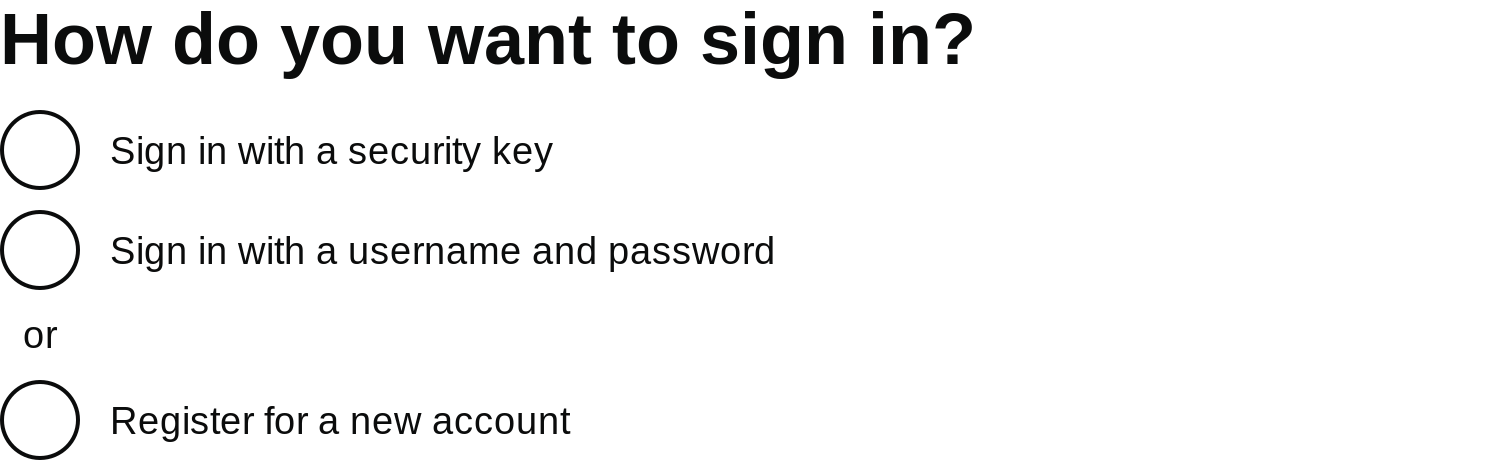 How do you want to sign in?
Sign in with a security key
Sign in with a username and password
or
Register for a new account